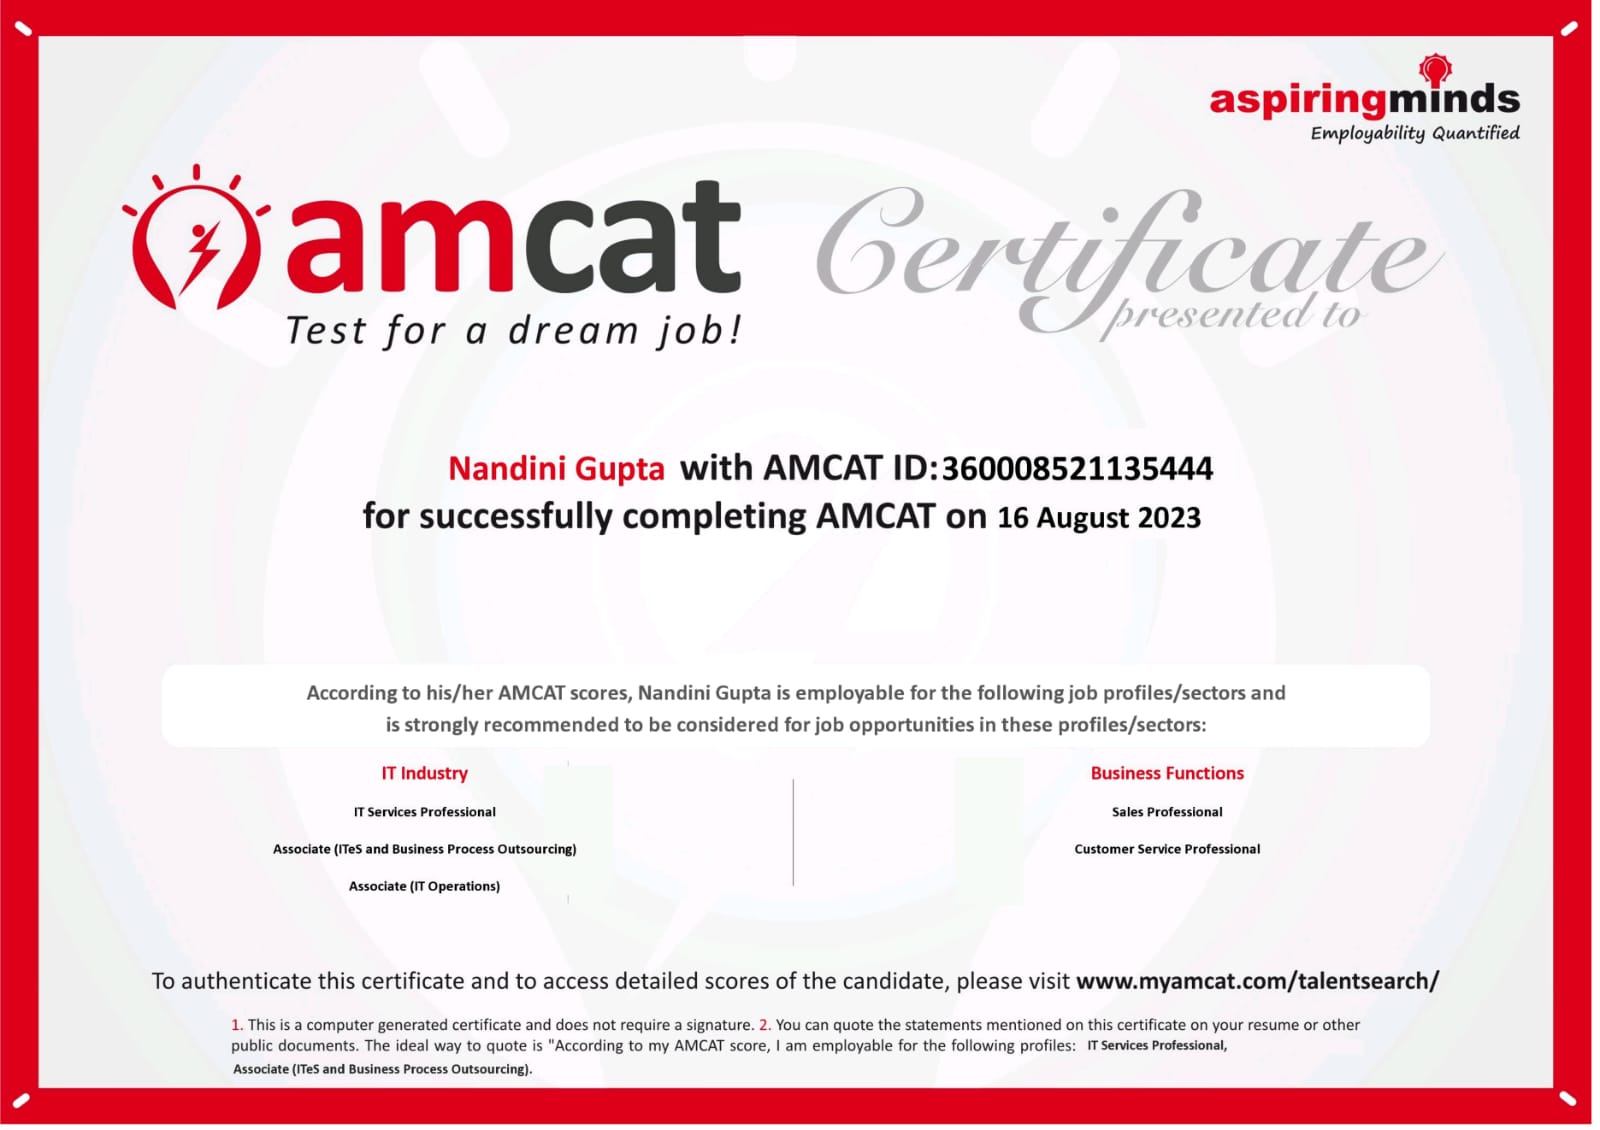 aspiringminds
Employability Quantified
amcat
Test for a dream job!
Certificate
presented to
Nandini Gupta with AMCAT ID:360008521135444
for successfully completing AMCAT on 16 August 2023
According to his/her AMCAT scores, Nandini Gupta is employable for the following job profiles/sectors and
is strongly recommended to be considered for job opportunities in these profiles/sectors:
IT Industry
IT Services Professional
Associate (ITeS and Business Process Outsourcing)
Associate (IT Operations)
Business Functions
Sales Professional
Customer Service Professional
To authenticate this certificate and to access detailed scores of the candidate, please visit www.myamcat.com/talentsearch/
1. This is a computer generated certificate and does not require a signature. 2. You can quote the statements mentioned on this certificate on your resume or other
public documents. The ideal way to quote is "According to my AMCAT score, I am employable for the following profiles: IT Services Professional,
Associate (ITeS and Business Process Outsourcing).